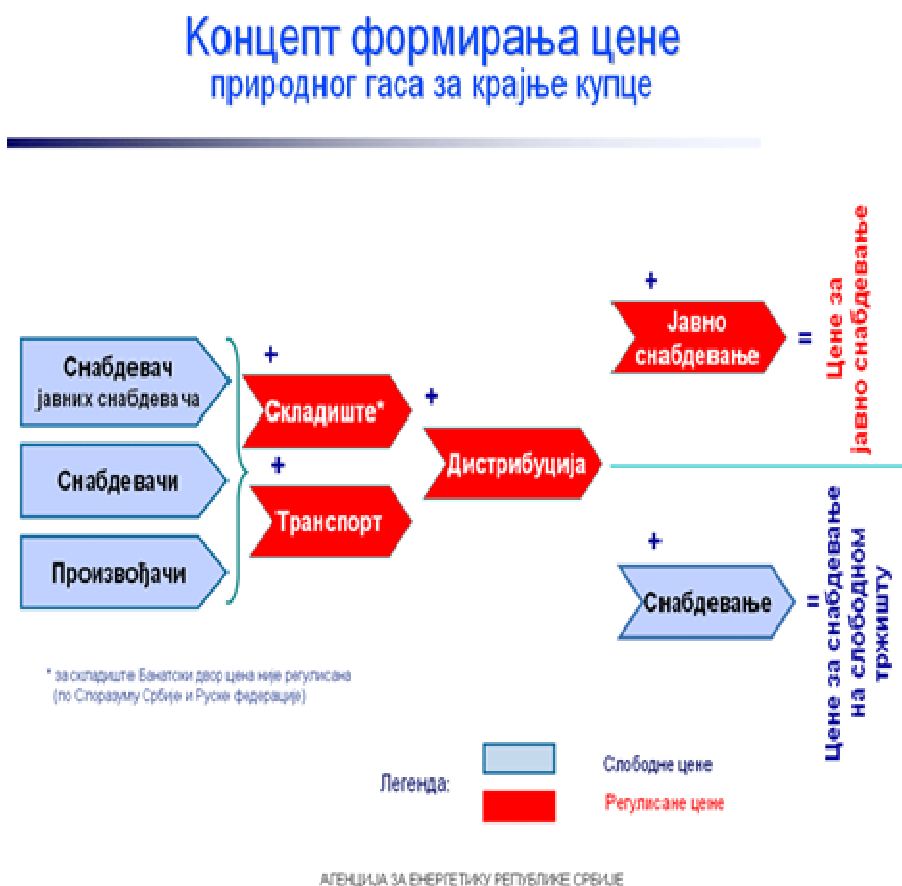 Концепт формирања цене
природног гаса за крајње купце
+
Јавно
снабдевање
=
Цене за
јавно снабдевање
Снабдевач
јавних снабдевача
+
Складиште*
+
Дистрибуција
Снабдевачи
+
Транспорт
Произвођачи
+
Снабдевање
=
Цене за снабдевање
на слободном
тржишту
* за складиште Банатски двор цена није регулисана
(по Споразуму Србије и Руске федерације)
Легенда:
Слободне цене
Регулисане цене
АГЕНЦИЈА ЗА ЕНЕРГЕТИКУ РЕПУБЛИКЕ СРБИЈЕ